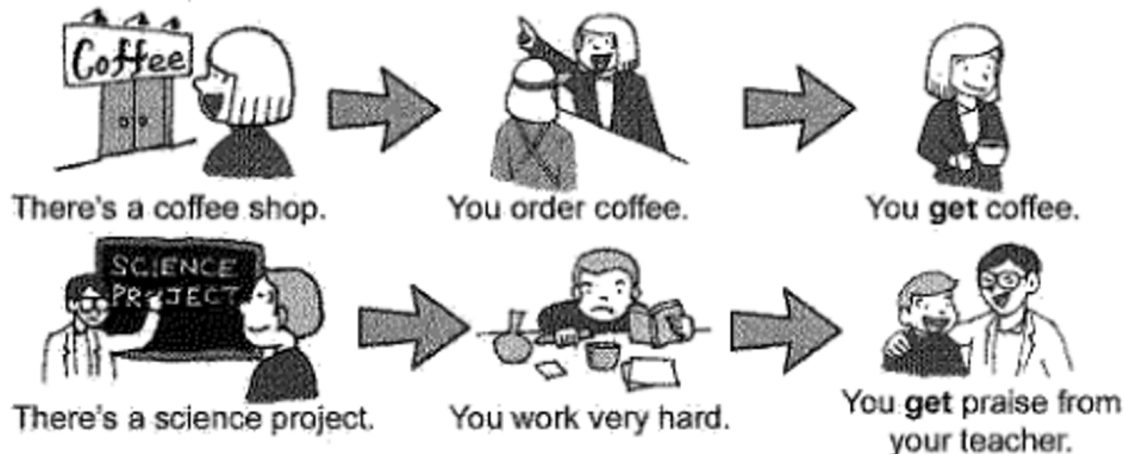 Coffee
There's a coffee shop.
You order coffee.
You get coffee.
SCIENCE
PROJECT
There's a science project.
You work very hard.
You get praise from
your teacher.